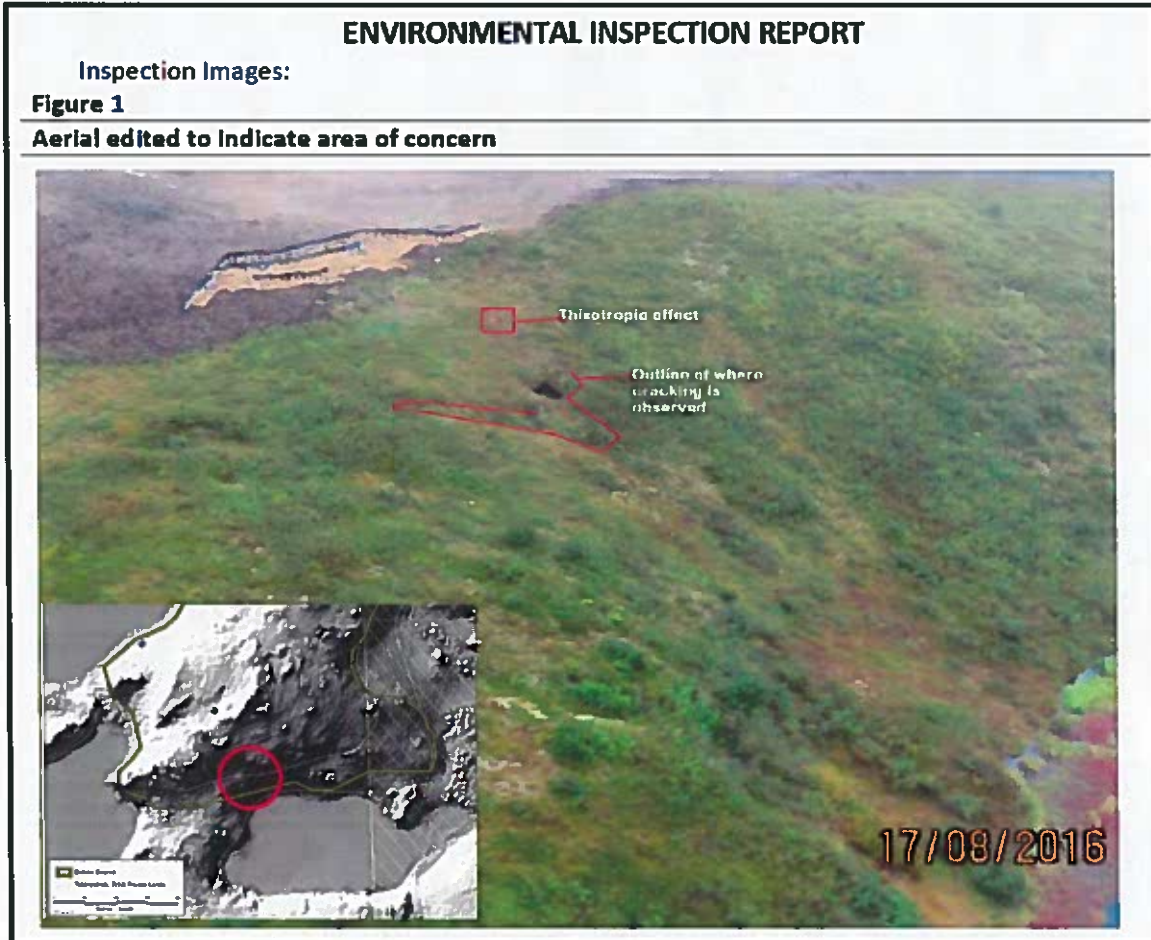 ENVIRONMENTAL INSPECTION REPORT
Inspection Images:
Figure 1
Aerial edited to indicate area of concern
Thixotropic effect
Outline of where
cracking is
observed
17/08/2016